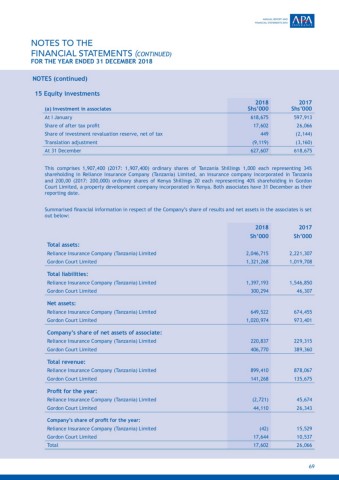 ANNUAL REPORT AND
FINANCIAL STATEMENTS 2018
APA
INSURANCE
NOTES TO THE
FINANCIAL STATEMENTS (CONTINUED)
FOR THE YEAR ENDED 31 DECEMBER 2018
NOTES (continued)
15 Equity investments
2018 2017
(a) Investment in associates Shs'000 Shs'000
At 1 January 618,675 597,913
Share of after tax profit 17,602 26,066
Share of investment revaluation reserve, net of tax 449 (2,144)
Translation adjustment (9,119) (3,160)
At 31 December 627,607 618,675
This comprises 1,907,400 (2017: 1,907,400) ordinary shares of Tanzania Shillings 1,000 each representing 34%
shareholding in Reliance Insurance Company (Tanzania) Limited, an insurance company incorporated in Tanzania
and 200,00 (2017: 200,000) ordinary shares of Kenya Shillings 20 each representing 40% shareholding in Gordon
Court Limited, a property development company incorporated in Kenya. Both associates have 31 December as their
reporting date.
Summarised financial information in respect of the Company's share of results and net assets in the associates is set
out below:
2018 2017
Sh'000 Sh'000
Total assets:
Reliance Insurance Company (Tanzania) Limited 2,046,715 2,221,307
Gordon Court Limited 1,321,268 1,019,708
Total liabilities:
Reliance Insurance Company (Tanzania) Limited 1,397,193 1,546,850
Gordon Court Limited 300,294 46,307
Net assets:
Reliance Insurance Company (Tanzania) Limited 649,522 674,455
Gordon Court Limited 1,020,974 973,401
Company's share of net assets of associate:
Reliance Insurance Company (Tanzania) Limited 220,837 229,315
Gordon Court Limited 406,770 389,360
Total revenue:
Reliance Insurance Company (Tanzania) Limited 899,410 878,067
Gordon Court Limited 141,268 135,675
Profit for the year:
Reliance Insurance Company (Tanzania) Limited (2,721) 45,674
Gordon Court Limited 44,110 26,343
Company's share of profit for the year:
Reliance Insurance Company (Tanzania) Limited (42) 15,529
Gordon Court Limited 17,644 10,537
Total 17,602 26,066
69